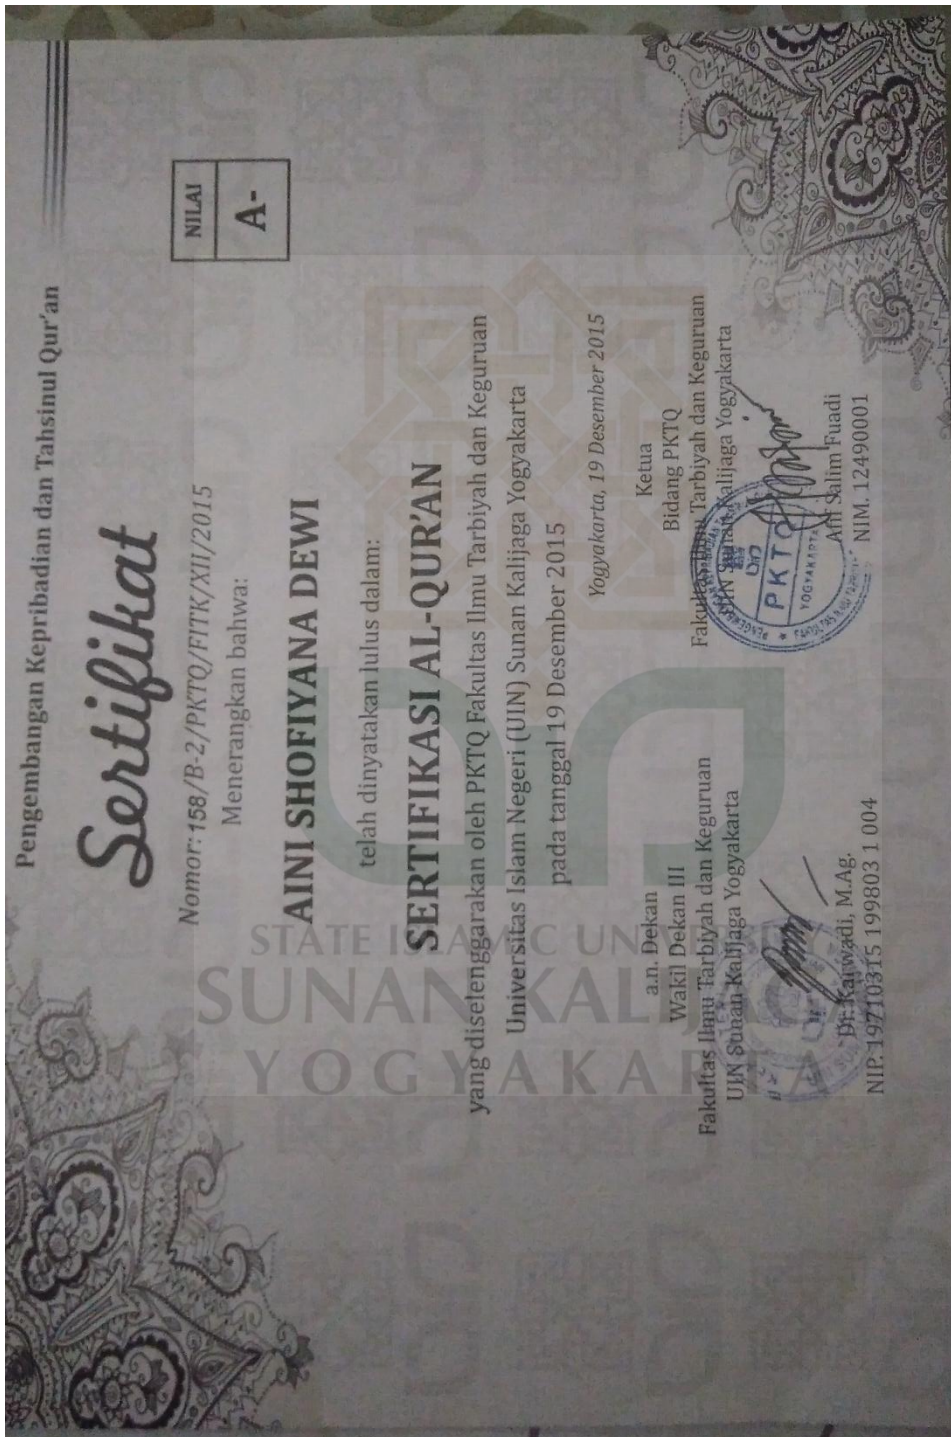 Pengembangan Kepribadian dan Tahsinul Qur'an
Sertifikat
NILAI
A-
Nomor: 158/B-2/PKTQ/FITK/XII/2015
Menerangkan bahwa:
AINI SHOFIYANA DEWI
telah dinyatakan lulus dalam:
SERTIFIKASI AL-QUR'AN
yang diselenggarakan oleh PKTQ Fakultas Ilmu Tarbiyah dan Keguruan
Universitas Islam Negeri (UIN) Sunan Kalijaga Yogyakarta
pada tanggal 19 Desember 2015
Yogyakarta, 19 Desember 2015
a.n. Dekan
Wakil Dekan III
Fakultas Ilmu Tarbiyah dan Keguruan
UIN Sunan Kalijaga Yogyakarta
Dr. Karwadi, M.Ag.
NIP. 19710315 199803 1 004
Ketua
Bidang PKTQ
Fakultas Ilmu Tarbiyah dan Keguruan
UIN Sunan Kalijaga Yogyakarta
PKTQ
YOGYAKARTA
Salim Fuadi
NIM. 12490001
STATE ISLAMIC UNIVERSITY
SUNAN KALIJAGA
YOGYAKARTA